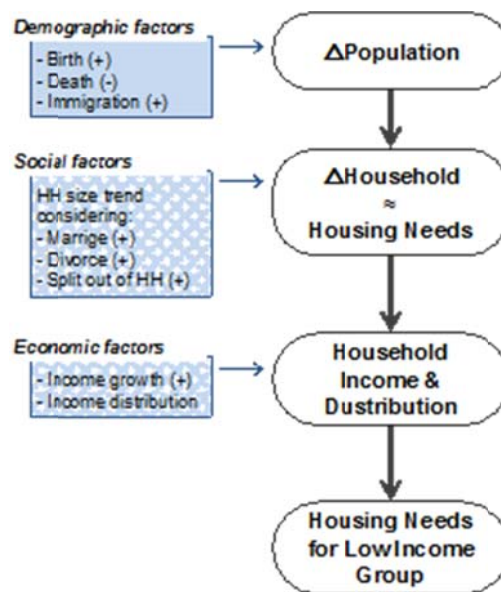 Demographic factors
- Birth (+)
- Death (-)
- Immigration (+)
ΔPopulation
Social factors
HH size trend
considering:
- Marrige (+)
- Divorce (+)
- Split out of HH (+)
ΔHousehold
≈
Housing Needs
Economic factors
- Income growth (+)
- Income distribution
Household
Income &
Dustribution
Housing Needs
for Low Income
Group